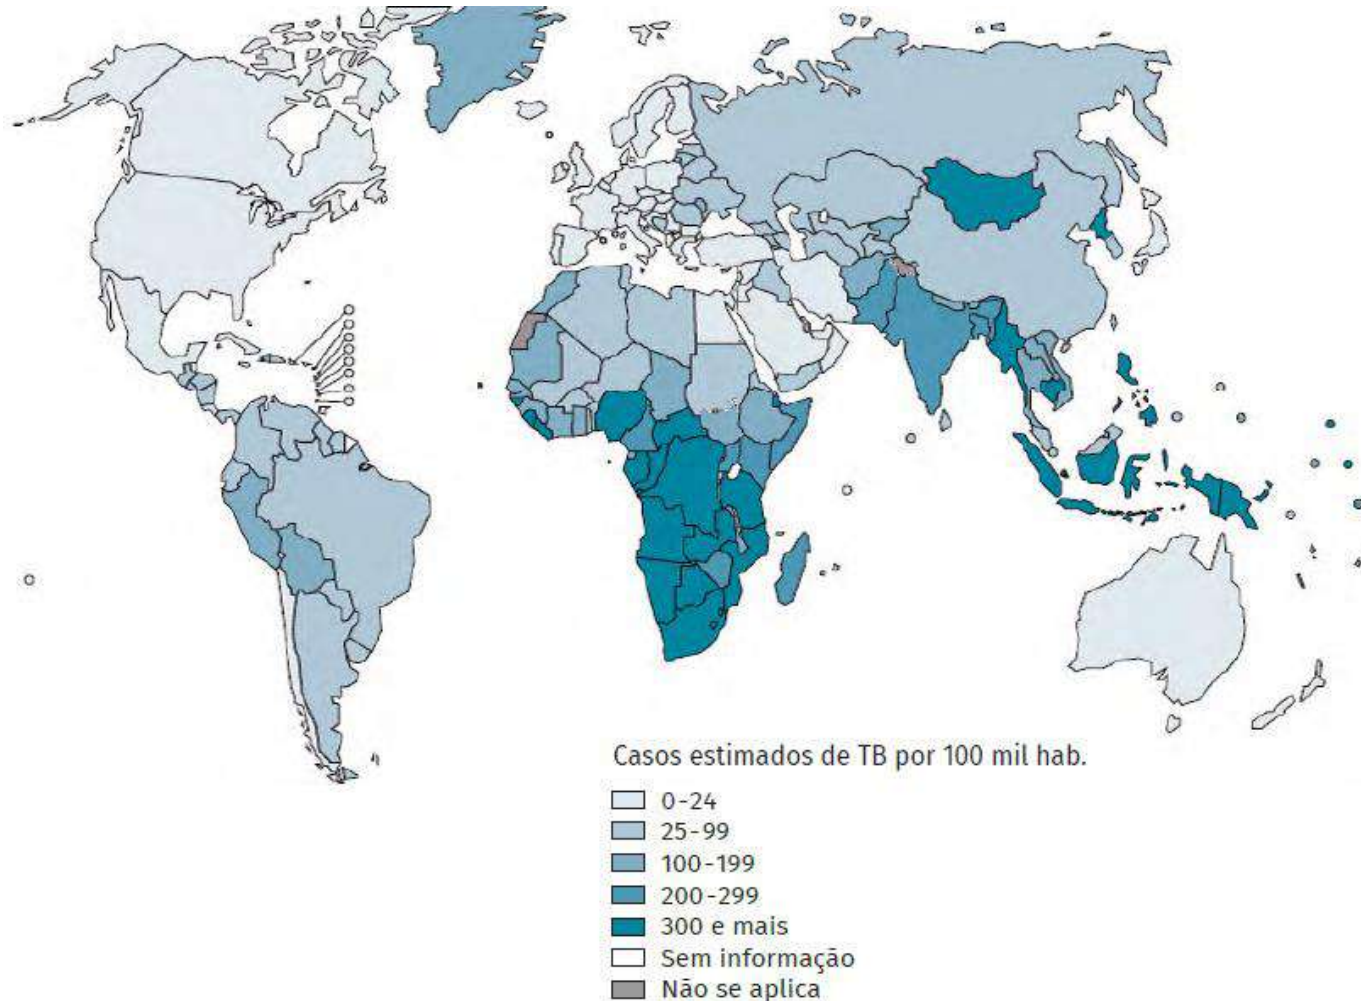 Casos estimados de TB por 100 mil hab.
0-24
25-99
100-199
200-299
300 e mais
Sem informação
Não se aplica